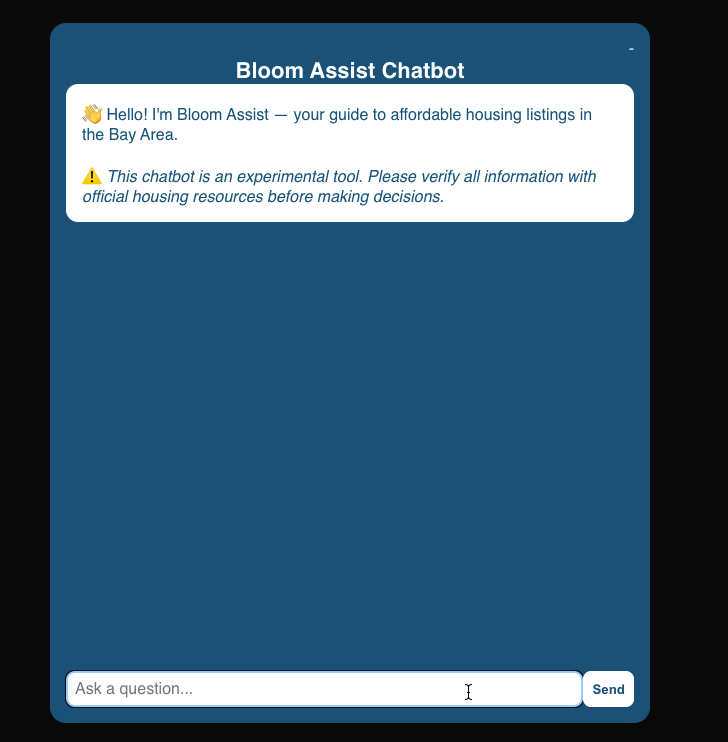 -
Bloom Assist Chatbot
👋 Hello! I'm Bloom Assist — your guide to affordable housing listings in
the Bay Area.
⚠️ This chatbot is an experimental tool. Please verify all information with
official housing resources before making decisions.
Ask a question...
Send